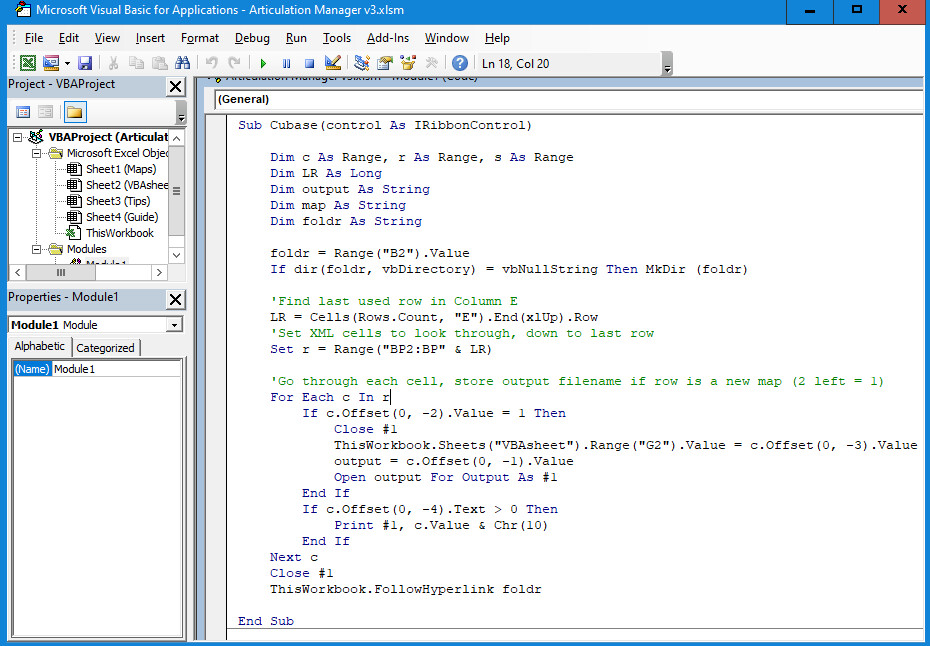 Microsoft Visual Basic for Applications - Articulation Manager v3.xlsm
File Edit View Insert Format Debug Run Tools Add-Ins Window Help
Ln 18, Col 20
Project - VBAProject
VBAProject (Articulat
Microsoft Excel Objec
Sheet1 (Maps)
Sheet2 (VBAshee
Sheet3 (Tips)
Sheet4 (Guide)
ThisWorkbook
Modules
Module1
Properties - Module1
Module1 Module
Alphabetic Categorized
(Name) Module1
(General)
Sub Cubase(control As IRibbonControl)
Dim c As Range, r As Range, s As Range
Dim LR As Long
Dim output As String
Dim map As String
Dim foldr As String
foldr = Range("B2").Value
If dir(foldr, vbDirectory) = vbNullString Then MkDir (foldr)
'Find last used row in Column E
LR = Cells(Rows.Count, "E").End(xlUp).Row
'Set XML cells to look through, down to last row
Set r = Range("BP2:BP" & LR)
'Go through each cell, store output filename if row is a new map (2 left = 1)
For Each c In r
If c.Offset(0, -2).Value = 1 Then
Close #1
ThisWorkbook.Sheets("VBAsheet").Range("G2").Value = c.Offset(0, -3).Value
output = c.Offset(0, -1).Value
Open output For Output As #1
End If
If c.Offset(0, -4).Text > 0 Then
Print #1, c.Value & Chr(10)
End If
Next c
Close #1
ThisWorkbook.FollowHyperlink foldr
End Sub